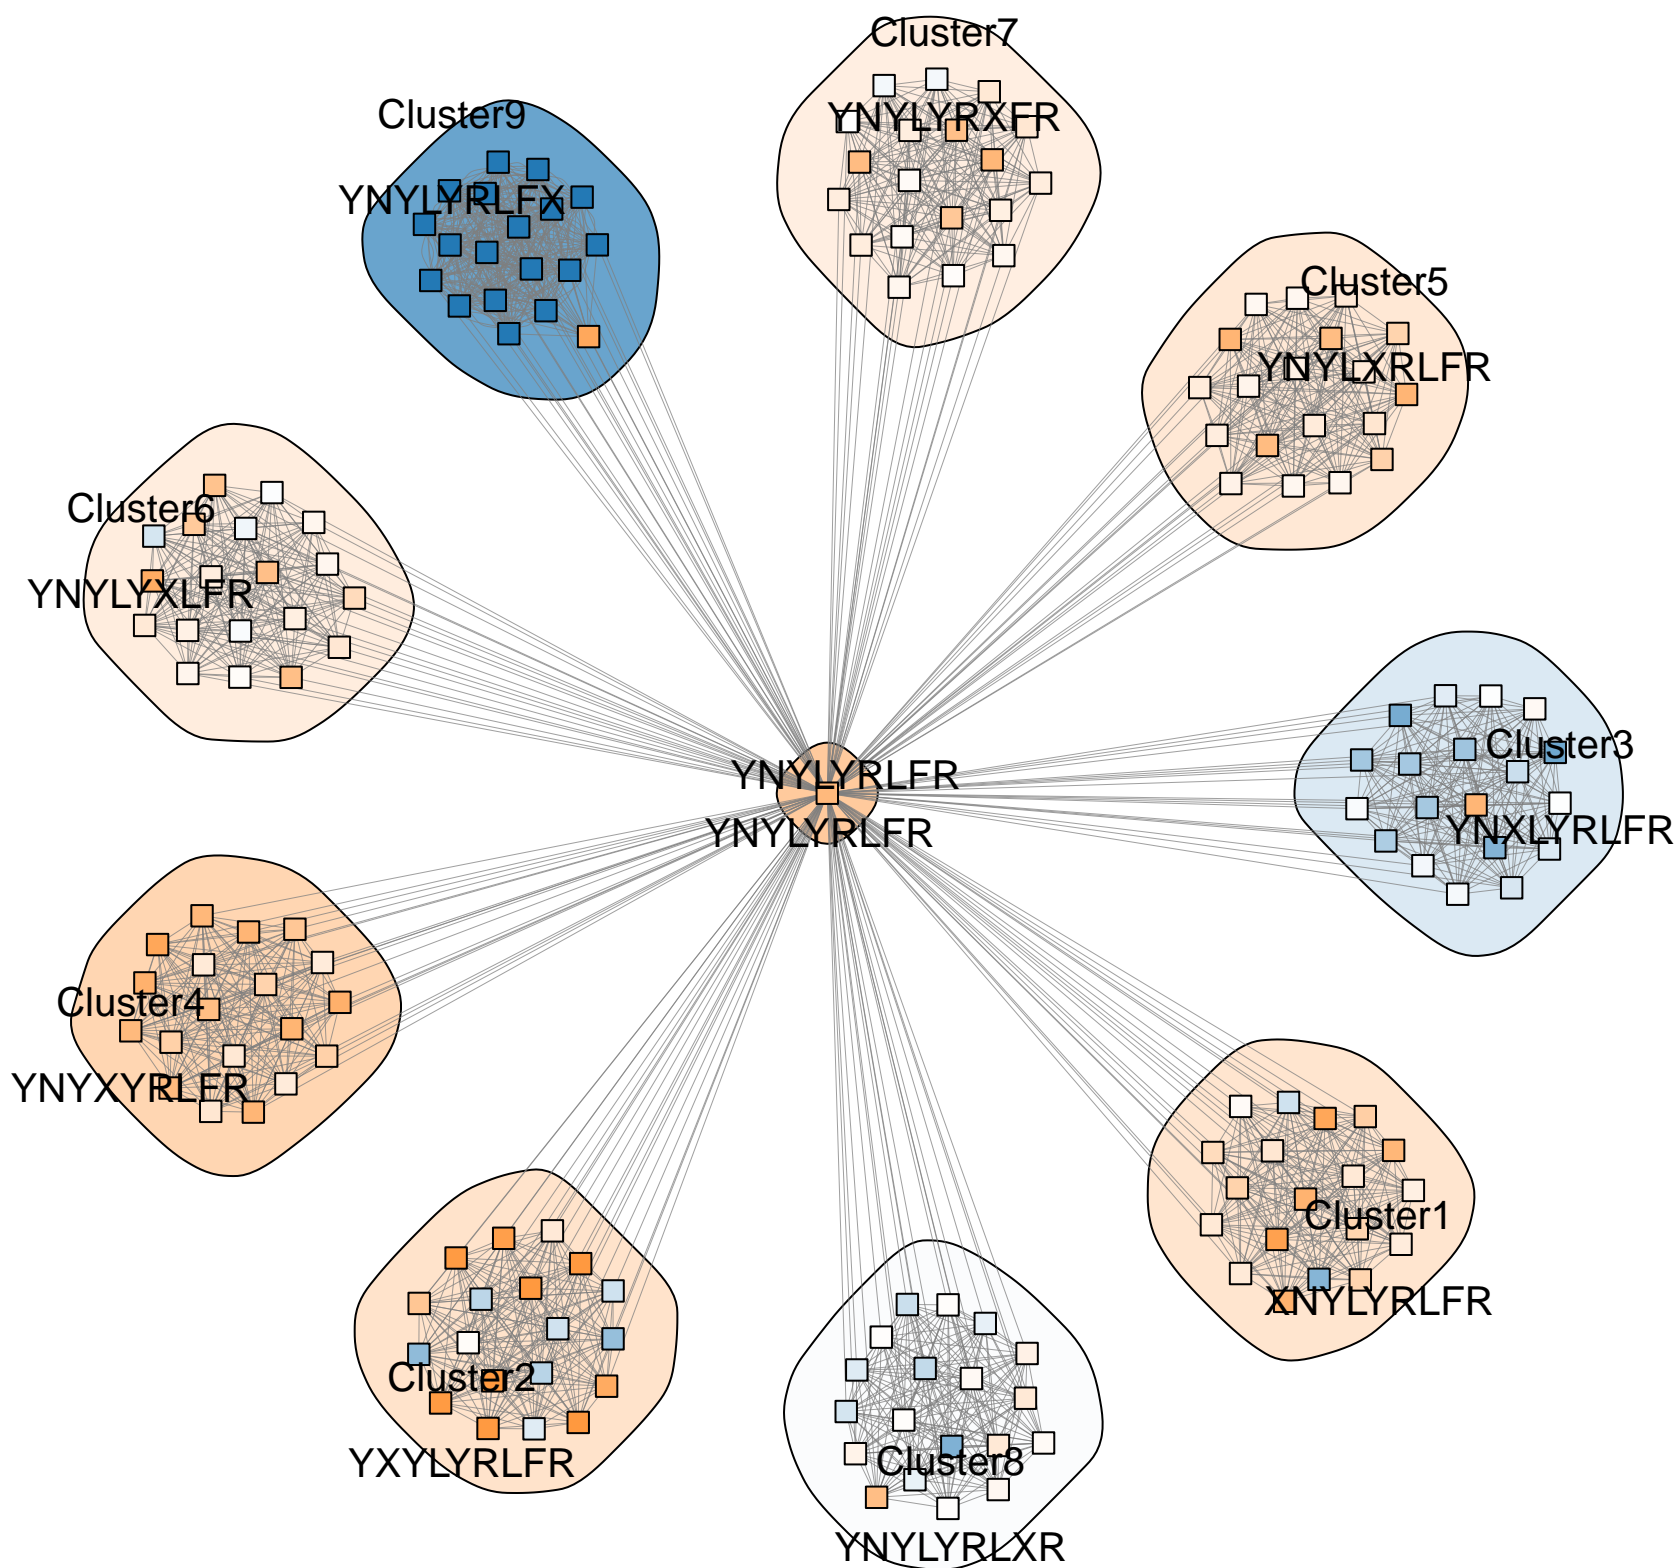 Cluster7
YNYLYRXFR
Cluster9
YNYLYRLFX
Cluster5
YNYLXRLFR
Cluster6
YNYLYXLFR
Cluster3
YNXLYRLFR
YNYLYRLFR
YNYLYRLFR
Cluster4
YNYXYRLFR
Cluster1
XNYLYRLFR
Cluster2
YXYLYRLFR
Cluster8
YNYLYRLXR